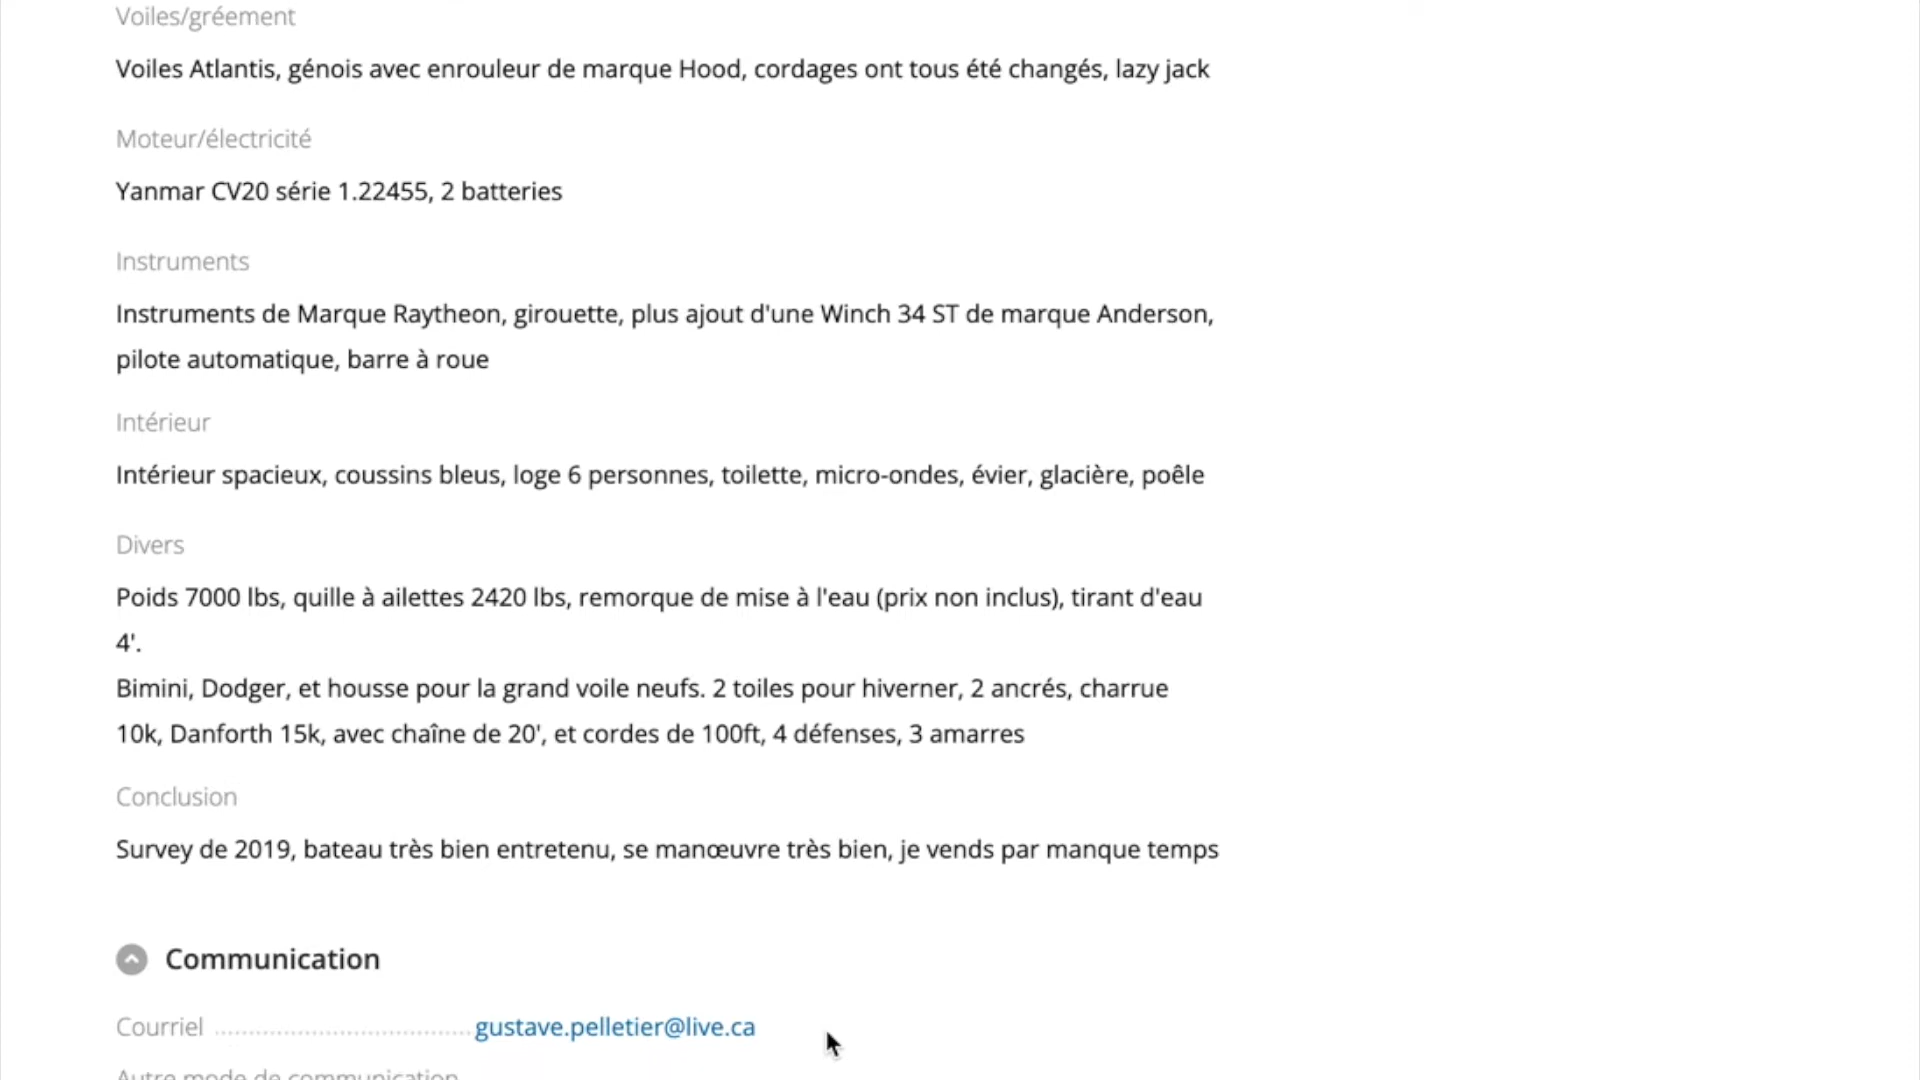 Voiles/gréement
Voiles Atlantis, génois avec enrouleur de marque Hood, cordages ont tous été changés, lazy jack
Moteur/électricité
Yanmar CV20 série 1.22455, 2 batteries
Instruments
Instruments de Marque Raytheon, girouette, plus ajout d'une Winch 34 ST de marque Anderson,
pilote automatique, barre à roue
Intérieur
Intérieur spacieux, coussins bleus, loge 6 personnes, toilette, micro-ondes, évier, glacière, poêle
Divers
Poids 7000 lbs, quille à ailettes 2420 lbs, remorque de mise à l'eau (prix non inclus), tirant d'eau
4'.
Bimini, Dodger, et housse pour la grand voile neufs. 2 toiles pour hiverner, 2 ancrés, charrue
10k, Danforth 15k, avec chaîne de 20', et cordes de 100ft, 4 défenses, 3 amarres
Conclusion
Survey de 2019, bateau très bien entretenu, se manœuvre très bien, je vends par manque temps
Communication
Courriel ................................... gustave.pelletier@live.ca
Autre mode de communication